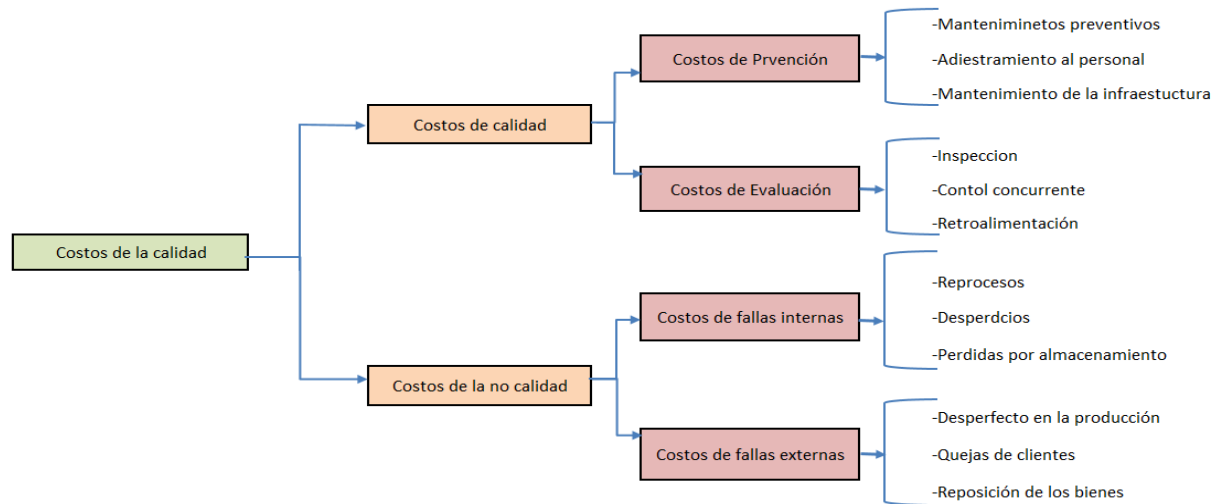 Costos de la calidad
Costos de calidad
Costos de Prvención
-Manteniminetos preventivos
-Adiestramiento al personal
-Mantenimiento de la infraestuctura
Costos de Evaluación
-Inspeccion
-Contol concurrente
-Retroalimentación
Costos de la no calidad
Costos de fallas internas
-Reprocesos
-Desperdcios
-Perdidas por almacenamiento
Costos de fallas externas
-Desperfecto en la producción
-Quejas de clientes
-Reposición de los bienes